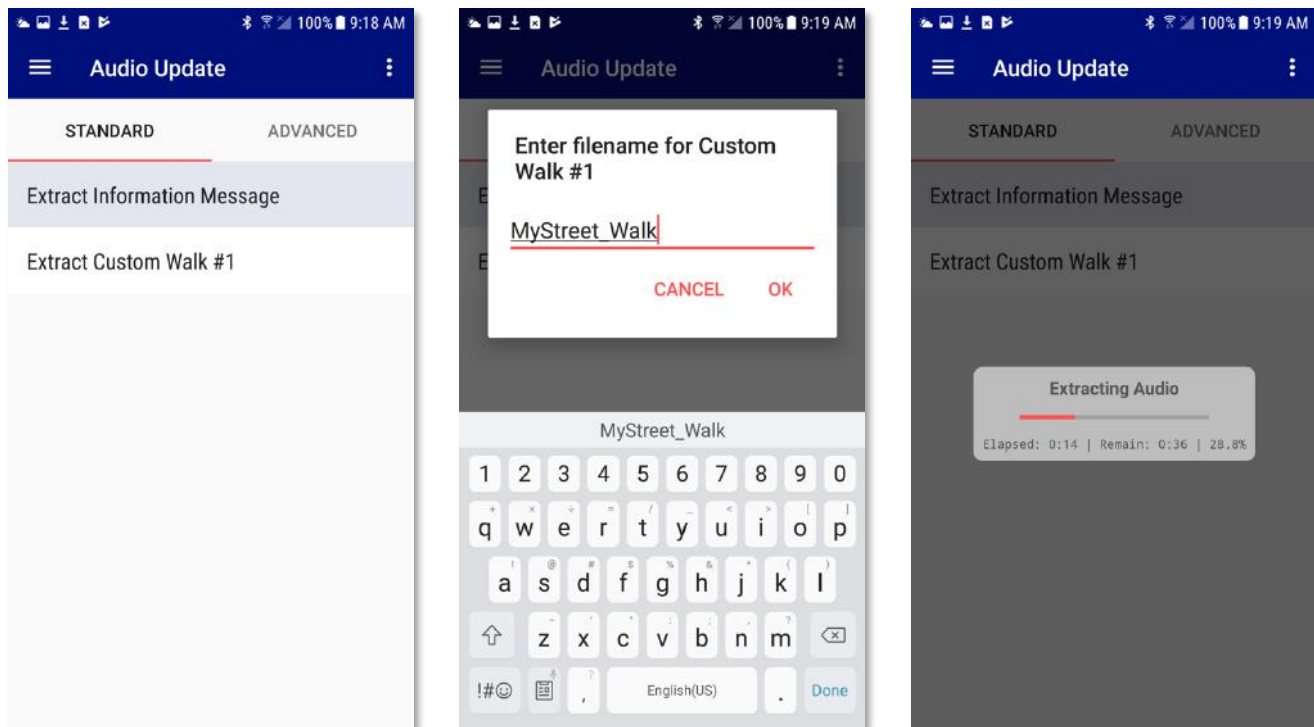 100% 9:18 AM
Audio Update
STANDARD ADVANCED
Extract Information Message
Extract Custom Walk #1
100% 9:19 AM
Audio Update
Enter filename for Custom
Walk #1
MyStreet_Walk
CANCEL OK
E
E
MyStreet_Walk
1 2 3 4 5 6 7 8 9 0
q w e r t y u i o p
a s d f g h j k l
z x c v b n m
!#☺ , English(US) . Done
100% 9:19 AM
Audio Update
STANDARD ADVANCED
Extract Information Message
Extract Custom Walk #1
Extracting Audio
Elapsed: 0:14 | Remain: 0:36 | 28.8%